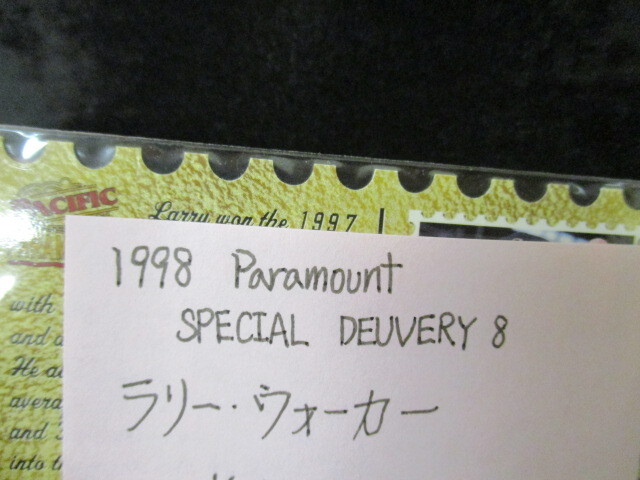 PACIFIC
Larry won the 1997
1998 Paramount
SPECIAL DEUVERY 8
ラリー・ウォーカー
with
and
He
avera
and
into